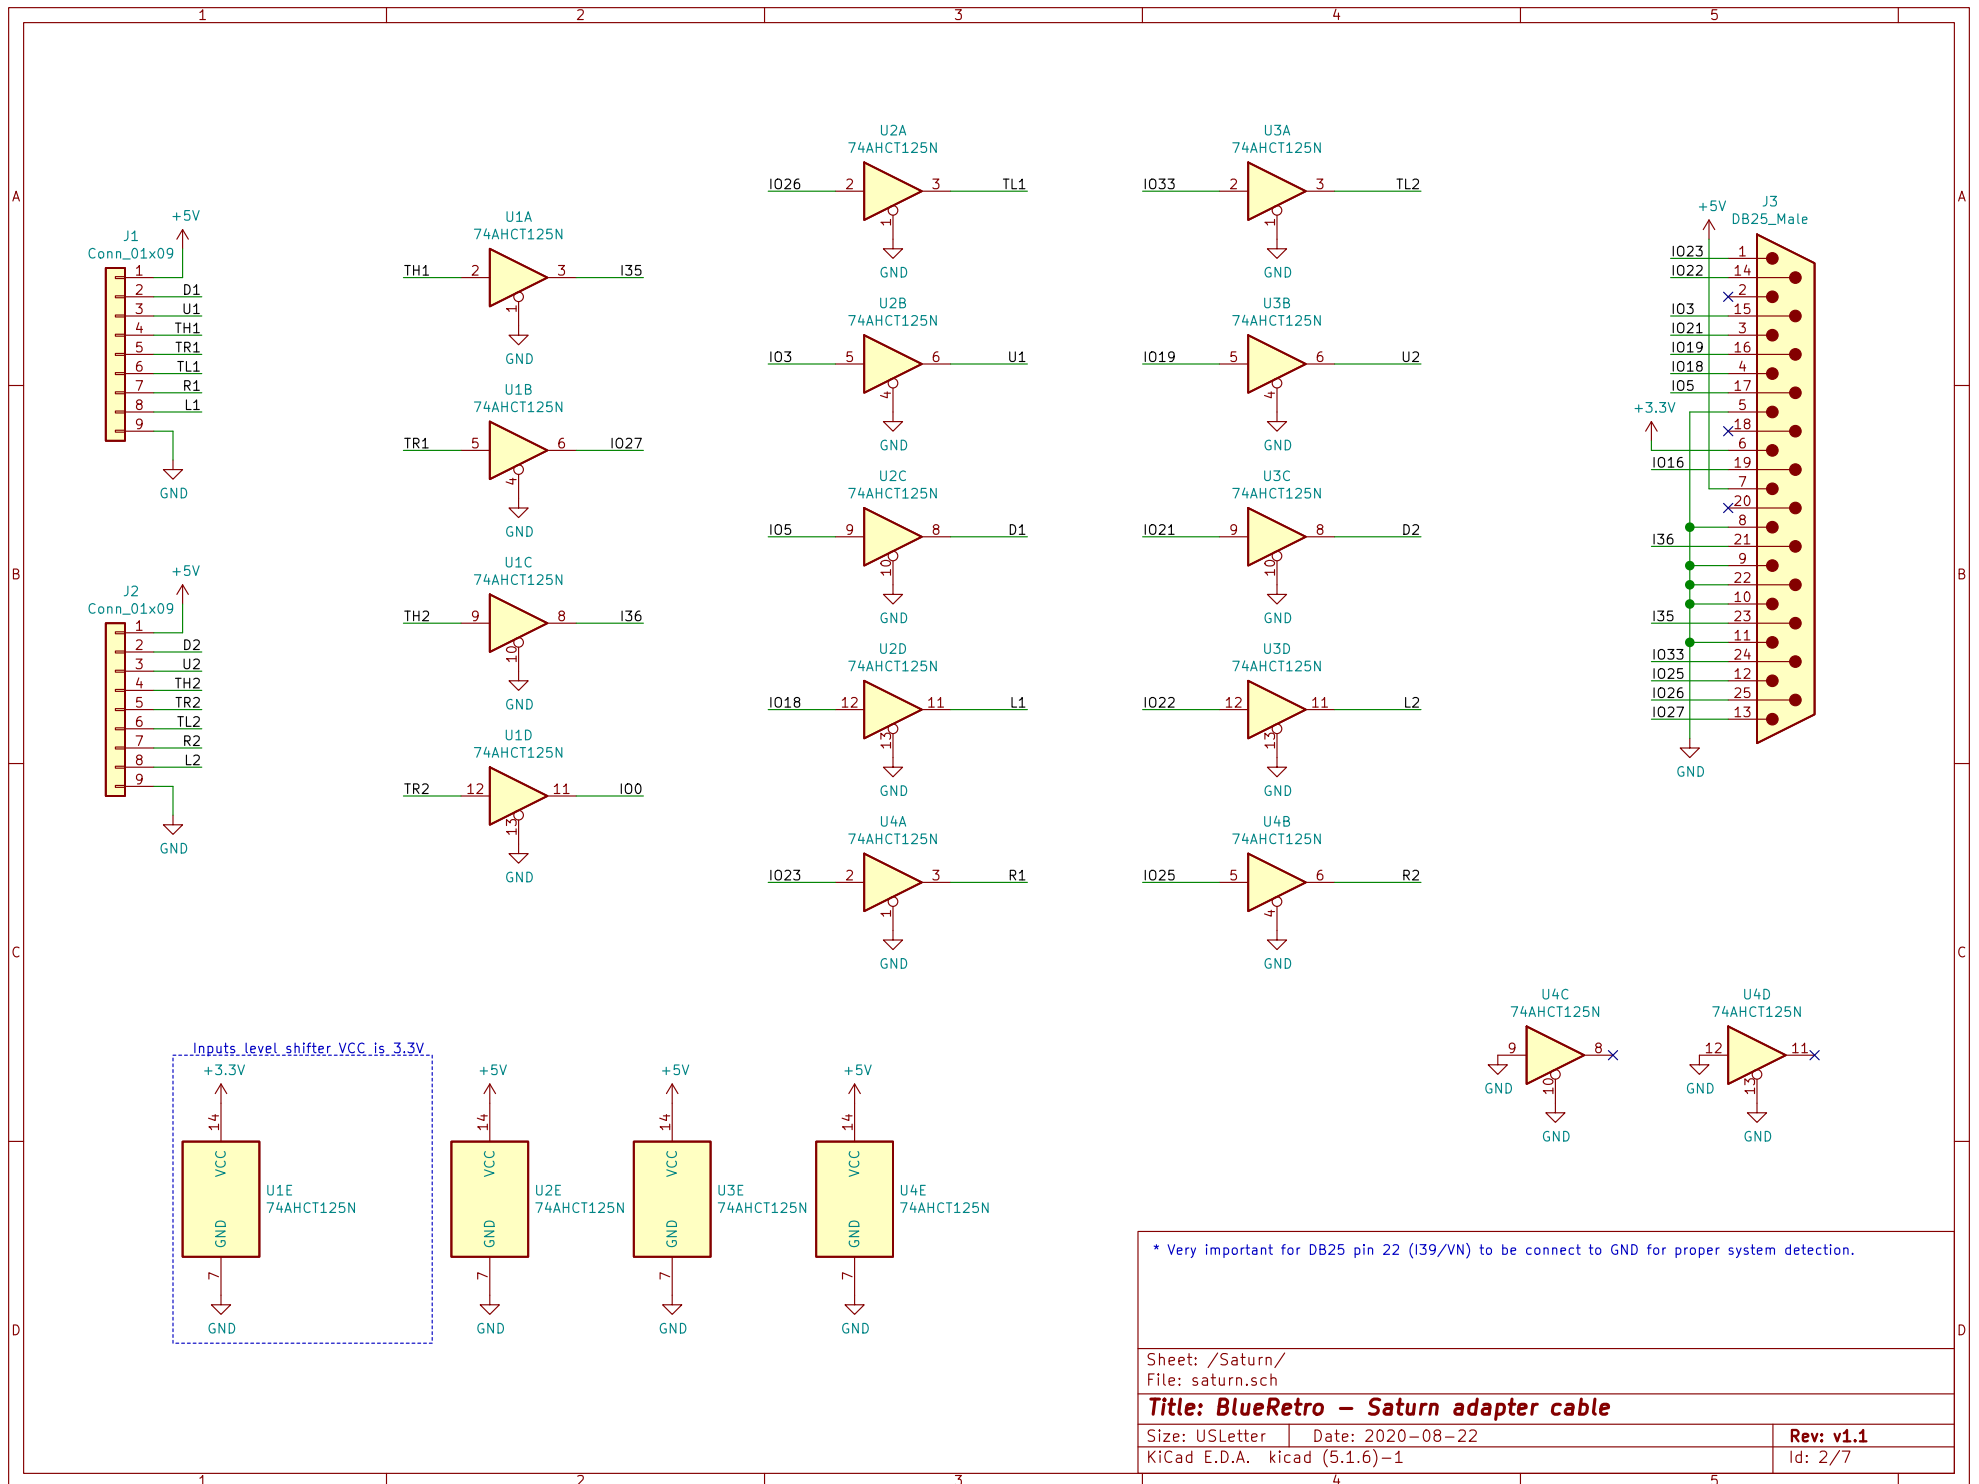 1 2 3 4 5
A
B
C
D
A
B
C
D
1 2 3 4 5
+5V
J1
Conn_01x09
1
2 D1
3 U1
4 TH1
5 TR1
6 TL1
7 R1
8 L1
9
GND
+5V
J2
Conn_01x09
1
2 D2
3 U2
4 TH2
5 TR2
6 TL2
7 R2
8 L2
9
GND
U1A
74AHCT125N
TH1 2 3 I35
1
GND
U1B
74AHCT125N
TR1 5 6 IO27
4
GND
U1C
74AHCT125N
TH2 9 8 I36
10
GND
U1D
74AHCT125N
TR2 12 11 IO0
13
GND
U2A
74AHCT125N
IO26 2 3 TL1
1
GND
U2B
74AHCT125N
IO3 5 6 U1
4
GND
U2C
74AHCT125N
IO5 9 8 D1
10
GND
U2D
74AHCT125N
IO18 12 11 L1
13
GND
U4A
74AHCT125N
IO23 2 3 R1
1
GND
U3A
74AHCT125N
IO33 2 3 TL2
1
GND
U3B
74AHCT125N
IO19 5 6 U2
4
GND
U3C
74AHCT125N
IO21 9 8 D2
10
GND
U3D
74AHCT125N
IO22 12 11 L2
13
GND
U4B
74AHCT125N
IO25 5 6 R2
4
GND
J3
+5V DB25_Male
IO23 1
IO22 14
2
IO3 15
IO21 3
IO19 16
IO18 4
IO5 17
5
+3.3V
18
6
IO16 19
7
20
8
I36 21
9
22
10
I35 23
11
IO33 24
IO25 12
IO26 25
IO27 13
GND
U4C
74AHCT125N
9 8
GND
10
GND
U4D
74AHCT125N
12 11
GND
13
GND
Inputs level shifter VCC is 3.3V
+3.3V
14
VCC
U1E
74AHCT125N
GND
7
GND
+5V
14
VCC
U2E
74AHCT125N
GND
7
GND
+5V
14
VCC
U3E
74AHCT125N
GND
7
GND
+5V
14
VCC
U4E
74AHCT125N
GND
7
GND
* Very important for DB25 pin 22 (I39/VN) to be connect to GND for proper system detection.
Sheet: /Saturn/
File: saturn.sch
Title: BlueRetro – Saturn adapter cable
Size: USLetter Date: 2020-08-22 Rev: v1.1
KiCad E.D.A. kicad (5.1.6)-1 Id: 2/7